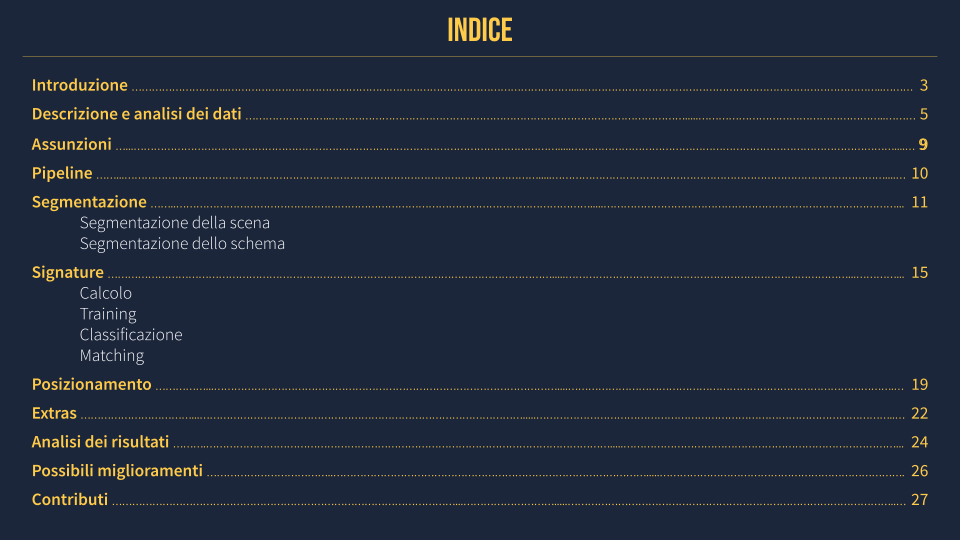 INDICE
Introduzione ........................ 3
Descrizione e analisi dei dati ........................ 5
Assunzioni ........................ 9
Pipeline ........................ 10
Segmentazione ........................ 11
Segmentazione della scena
Segmentazione dello schema
Signature ........................ 15
Calcolo
Training
Classificazione
Matching
Posizionamento ........................ 19
Extras ........................ 22
Analisi dei risultati ........................ 24
Possibili miglioramenti ........................ 26
Contributi ........................ 27